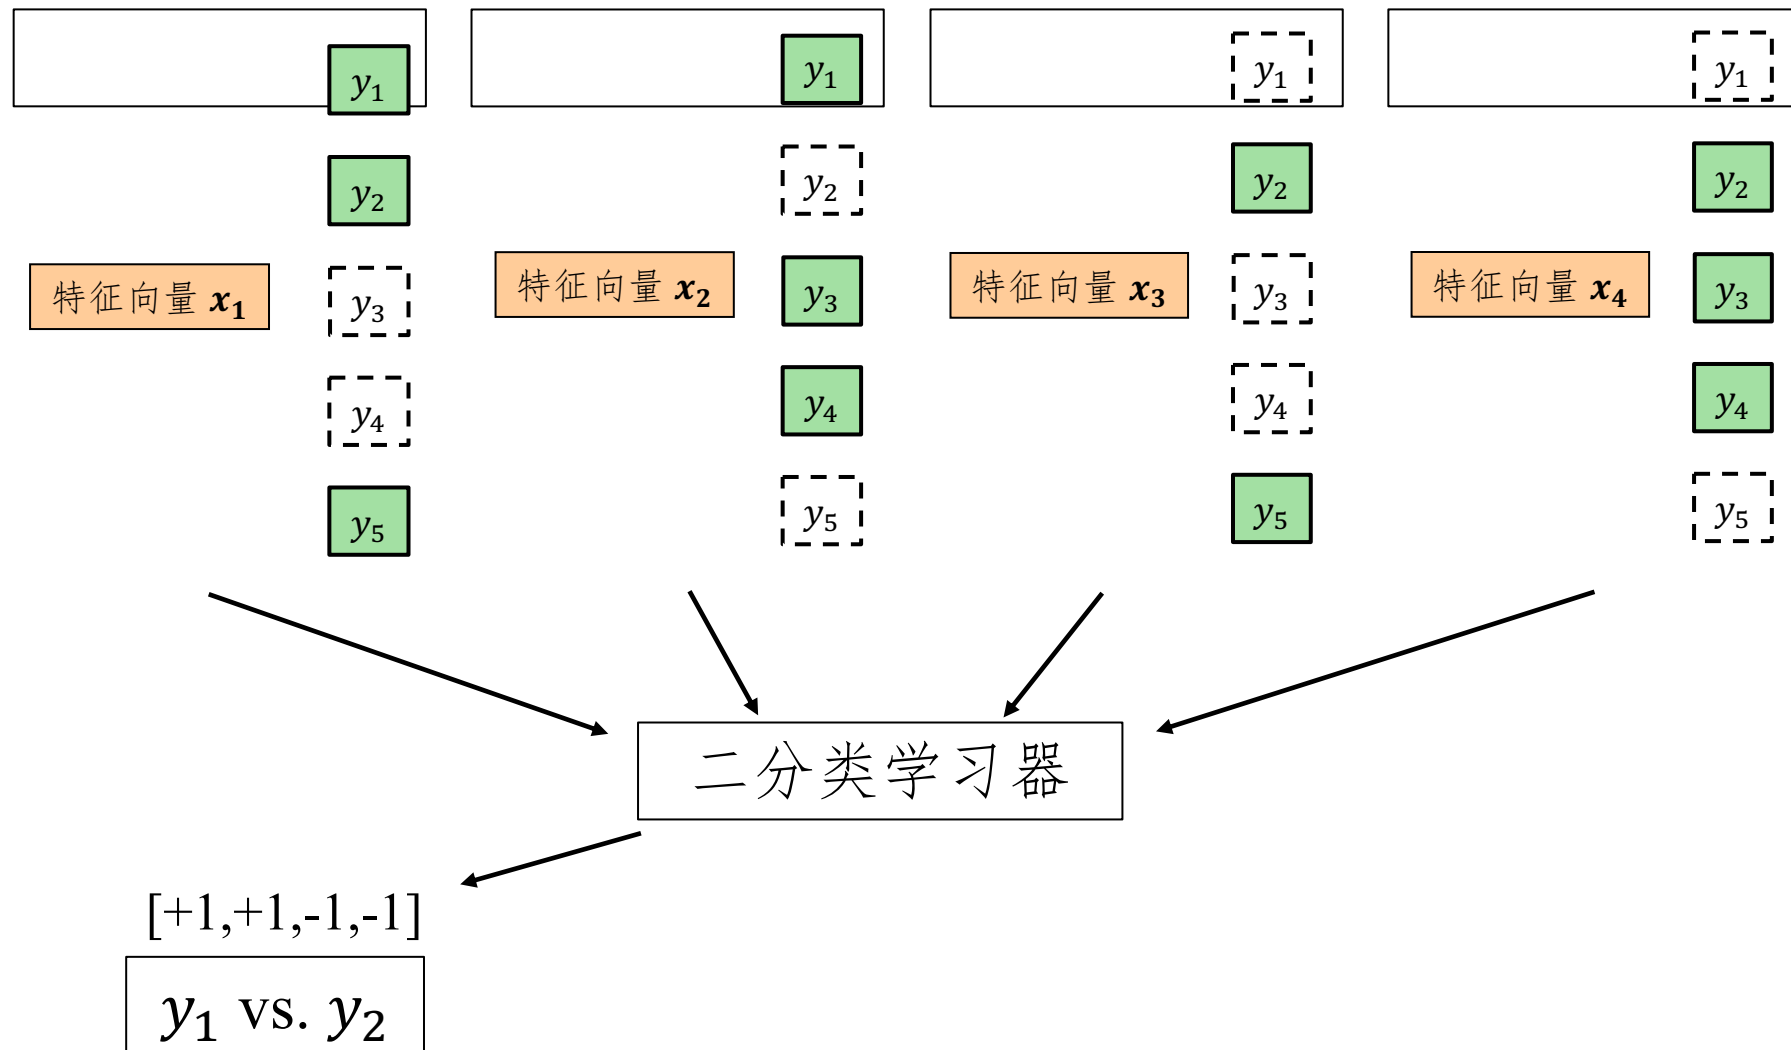 y₁
y₂
特征向量 x₁
y₃
y₄
y₅
y₁
y₂
特征向量 x₂
y₃
y₄
y₅
y₁
y₂
特征向量 x₃
y₃
y₄
y₅
y₁
y₂
特征向量 x₄
y₃
y₄
y₅
二分类学习器
[+1,+1,-1,-1]
y₁ vs. y₂